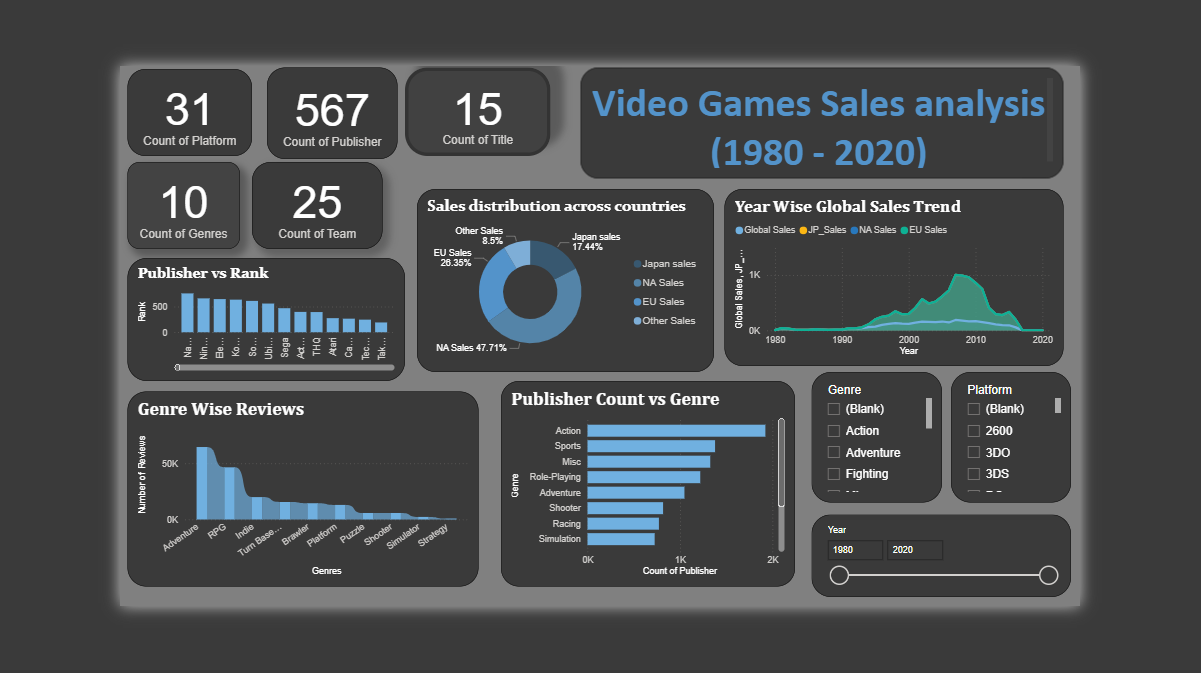 31
Count of Platform
567
Count of Publisher
15
Count of Title
Video Games Sales analysis
(1980 - 2020)
10
Count of Genres
25
Count of Team
Publisher vs Rank
Rank
500
0
Na...
Nin...
Ele...
Ko...
So...
Ubi...
Sega
Act...
THQ
Atari
Ca...
Tec...
Tak...
Sales distribution across countries
Other Sales
8.5%
Japan sales
17.44%
EU Sales
26.35%
NA Sales 47.71%
Japan sales
NA Sales
EU Sales
Other Sales
Year Wise Global Sales Trend
Global Sales JP_Sales NA Sales EU Sales
Global Sales, JP_...
1K
0K
1980 1990 2000 2010 2020
Year
Genre Wise Reviews
Number of Reviews
50K
0K
Adventure
RPG
Indie
Turn Base...
Brawler
Platform
Puzzle
Shooter
Simulator
Strategy
Genres
Publisher Count vs Genre
Genre
Action
Sports
Misc
Role-Playing
Adventure
Shooter
Racing
Simulation
0K 1K 2K
Count of Publisher
Genre
(Blank)
Action
Adventure
Fighting
Platform
(Blank)
2600
3DO
3DS
Year
1980 2020